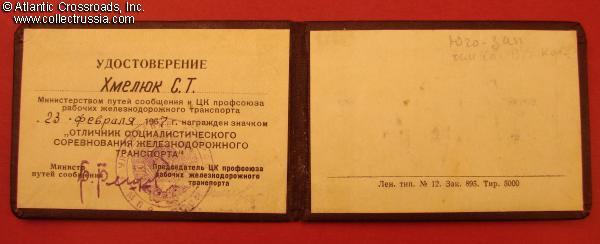 © Atlantic Crossroads, Inc.
www.collectrussia.com
УДОСТОВЕРЕНИЕ
Хмелюк С.Т.
Министерством путей сообщения и ЦК профсоюза
рабочих железнодорожного транспорта
23 февраля 1967 г. награжден значком
„ОТЛИЧНИК СОЦИАЛИСТИЧЕСКОГО
СОРЕВНОВАНИЯ ЖЕЛЕЗНОДОРОЖНОГО
ТРАНСПОРТА"
Министр
путей сообщения
Председатель ЦК профсоюза
рабочих железнодорожного
транспорта
Юго-Зап
Лен. тип. № 12. Зак. 895. Тир. 5000